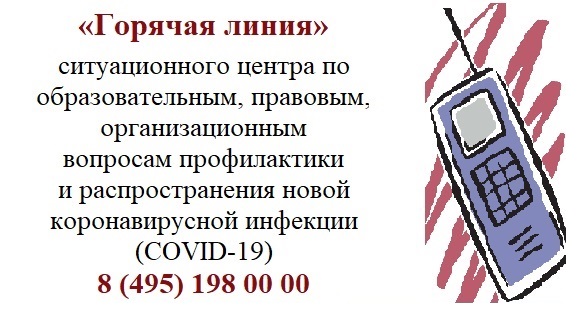 «Горячая линия»
ситуационного центра по
образовательным, правовым,
организационным
вопросам профилактики
и распространения новой
коронавирусной инфекции
(COVID-19)
8 (495) 198 00 00